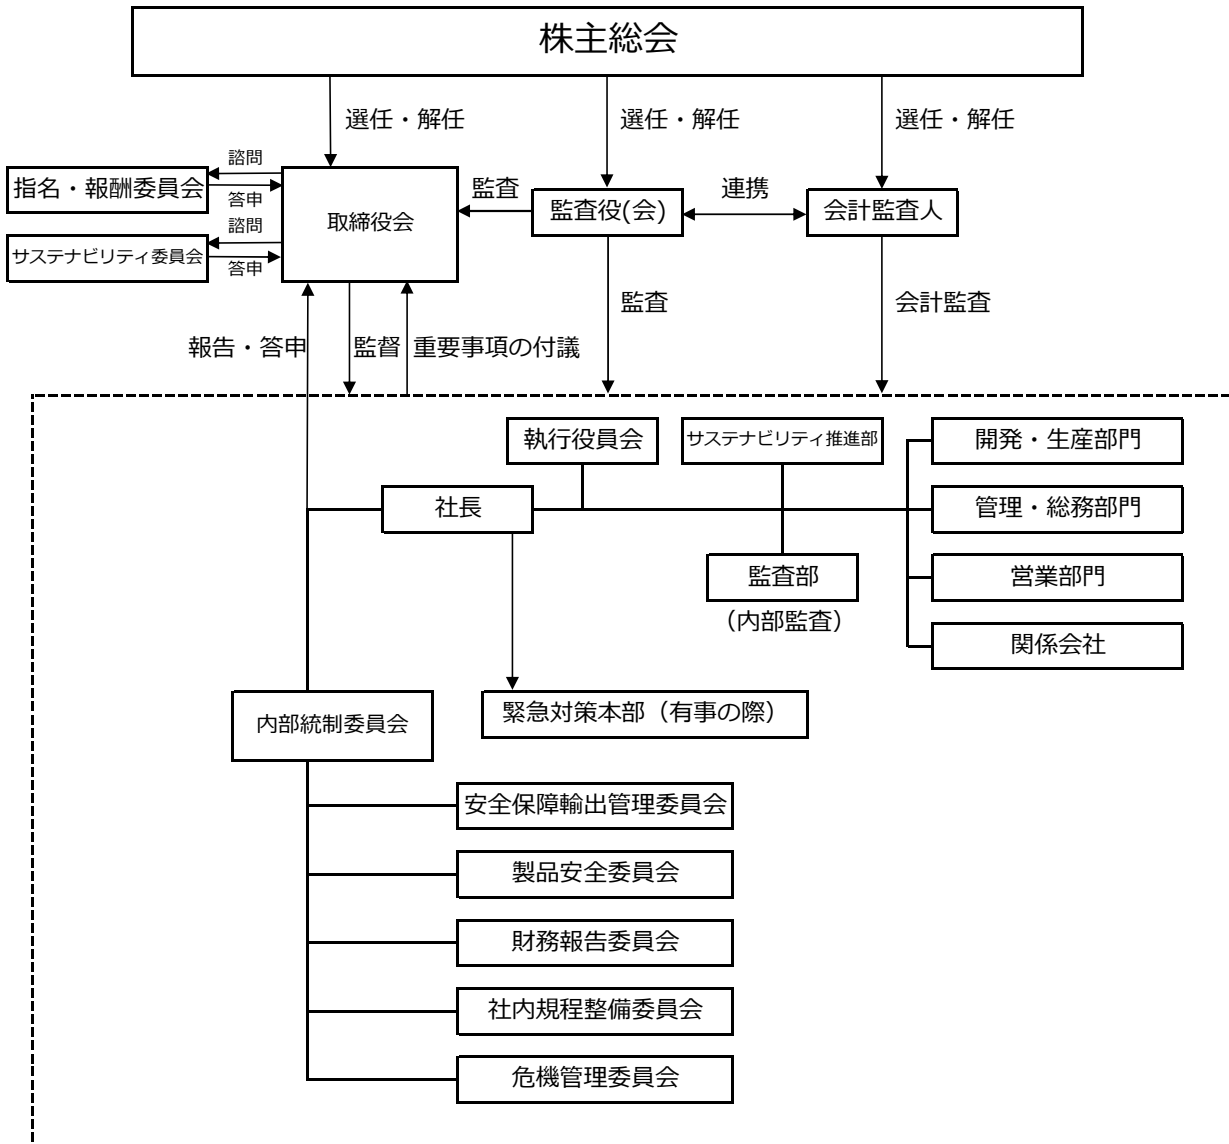 株主総会
選任・解任
選任・解任
選任・解任
諮問
指名・報酬委員会
答申
取締役会
監査
監査役(会)
連携
会計監査人
諮問
サステナビリティ委員会
答申
監査
会計監査
報告・答申
監督
重要事項の付議
執行役員会
サステナビリティ推進部
開発・生産部門
社長
管理・総務部門
監査部
（内部監査）
営業部門
関係会社
内部統制委員会
緊急対策本部（有事の際）
安全保障輸出管理委員会
製品安全委員会
財務報告委員会
社内規程整備委員会
危機管理委員会